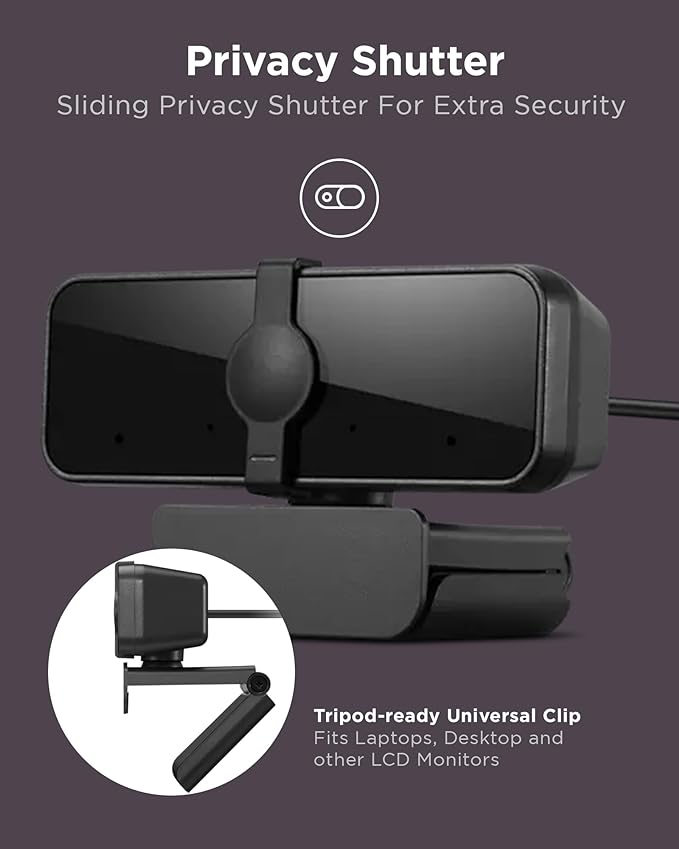 Privacy Shutter
Sliding Privacy Shutter For Extra Security
Tripod-ready Universal Clip
Fits Laptops, Desktop and
other LCD Monitors